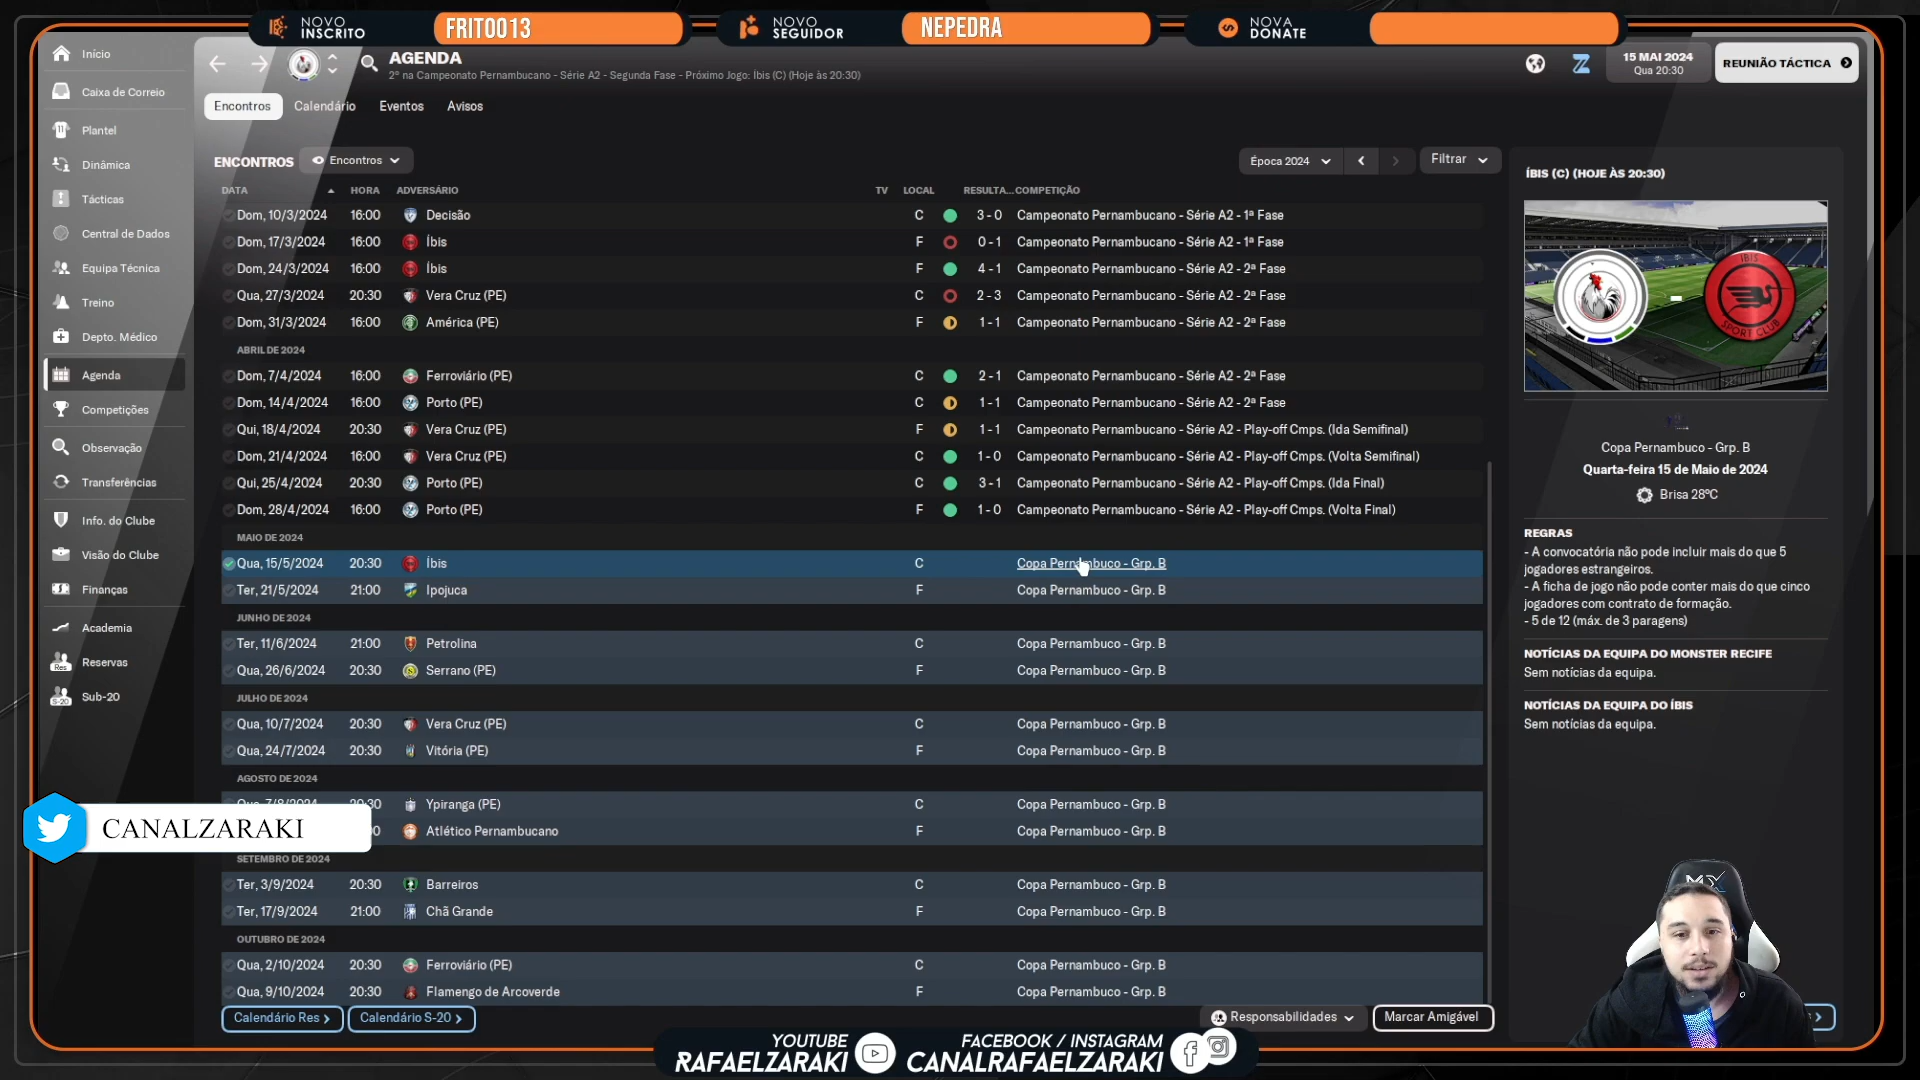 NOVO INSCRITO FRITOO13
NOVO SEGUIDOR NEPEDRA
NOVA DONATE
Início
Caixa de Correio
Plantel
Dinâmica
Tácticas
Central de Dados
Equipa Técnica
Treino
Depto. Médico
Agenda
Competições
Observação
Transferências
Info. do Clube
Visão do Clube
Finanças
Academia
Reservas
Sub-20
AGENDA
2º na Campeonato Pernambucano - Série A2 - Segunda Fase - Próximo Jogo: Íbis (C) (Hoje às 20:30)
15 MAI 2024
Qua 20:30
REUNIÃO TÁCTICA
Encontros Calendário Eventos Avisos
ENCONTROS Encontros Época 2024 Filtrar
DATA HORA ADVERSÁRIO TV LOCAL RESULTA... COMPETIÇÃO
Dom, 10/3/2024 16:00 Decisão C 3 - 0 Campeonato Pernambucano - Série A2 - 1ª Fase
Dom, 17/3/2024 16:00 Íbis F 0 - 1 Campeonato Pernambucano - Série A2 - 1ª Fase
Dom, 24/3/2024 16:00 Íbis F 4 - 1 Campeonato Pernambucano - Série A2 - 2ª Fase
Qua, 27/3/2024 20:30 Vera Cruz (PE) C 2 - 3 Campeonato Pernambucano - Série A2 - 2ª Fase
Dom, 31/3/2024 16:00 América (PE) F 1 - 1 Campeonato Pernambucano - Série A2 - 2ª Fase
ABRIL DE 2024
Dom, 7/4/2024 16:00 Ferroviário (PE) C 2 - 1 Campeonato Pernambucano - Série A2 - 2ª Fase
Dom, 14/4/2024 16:00 Porto (PE) C 1 - 1 Campeonato Pernambucano - Série A2 - 2ª Fase
Qui, 18/4/2024 20:30 Vera Cruz (PE) F 1 - 1 Campeonato Pernambucano - Série A2 - Play-off Cmps. (Ida Semifinal)
Dom, 21/4/2024 16:00 Vera Cruz (PE) C 1 - 0 Campeonato Pernambucano - Série A2 - Play-off Cmps. (Volta Semifinal)
Qui, 25/4/2024 20:30 Porto (PE) C 3 - 1 Campeonato Pernambucano - Série A2 - Play-off Cmps. (Ida Final)
Dom, 28/4/2024 16:00 Porto (PE) F 1 - 0 Campeonato Pernambucano - Série A2 - Play-off Cmps. (Volta Final)
MAIO DE 2024
Qua, 15/5/2024 20:30 Íbis C Copa Pernambuco - Grp. B
Ter, 21/5/2024 21:00 Ipojuca F Copa Pernambuco - Grp. B
JUNHO DE 2024
Ter, 11/6/2024 21:00 Petrolina C Copa Pernambuco - Grp. B
Qua, 26/6/2024 20:30 Serrano (PE) F Copa Pernambuco - Grp. B
JULHO DE 2024
Qua, 10/7/2024 20:30 Vera Cruz (PE) C Copa Pernambuco - Grp. B
Qua, 24/7/2024 20:30 Vitória (PE) F Copa Pernambuco - Grp. B
AGOSTO DE 2024
Ypiranga (PE) C Copa Pernambuco - Grp. B
Atlético Pernambucano F Copa Pernambuco - Grp. B
SETEMBRO DE 2024
Ter, 3/9/2024 20:30 Barreiros C Copa Pernambuco - Grp. B
Ter, 17/9/2024 21:00 Chã Grande F Copa Pernambuco - Grp. B
OUTUBRO DE 2024
Qua, 2/10/2024 20:30 Ferroviário (PE) C Copa Pernambuco - Grp. B
Qua, 9/10/2024 20:30 Flamengo de Arcoverde F Copa Pernambuco - Grp. B
Calendário Res Calendário S-20 Responsabilidades Marcar Amigável
ÍBIS (C) (HOJE ÀS 20:30)
IBIS
SPORT CLUB
Copa Pernambuco - Grp. B
Quarta-feira 15 de Maio de 2024
Brisa 28ºC
REGRAS
- A convocatória não pode incluir mais do que 5
jogadores estrangeiros.
- A ficha de jogo não pode conter mais do que cinco
jogadores com contrato de formação.
- 5 de 12 (máx. de 3 paragens)
NOTÍCIAS DA EQUIPA DO MONSTER RECIFE
Sem notícias da equipa.
NOTÍCIAS DA EQUIPA DO ÍBIS
Sem notícias da equipa.
CANALZARAKI
YOUTUBE
RAFAELZARAKI
FACEBOOK / INSTAGRAM
CANALRAFAELZARAKI